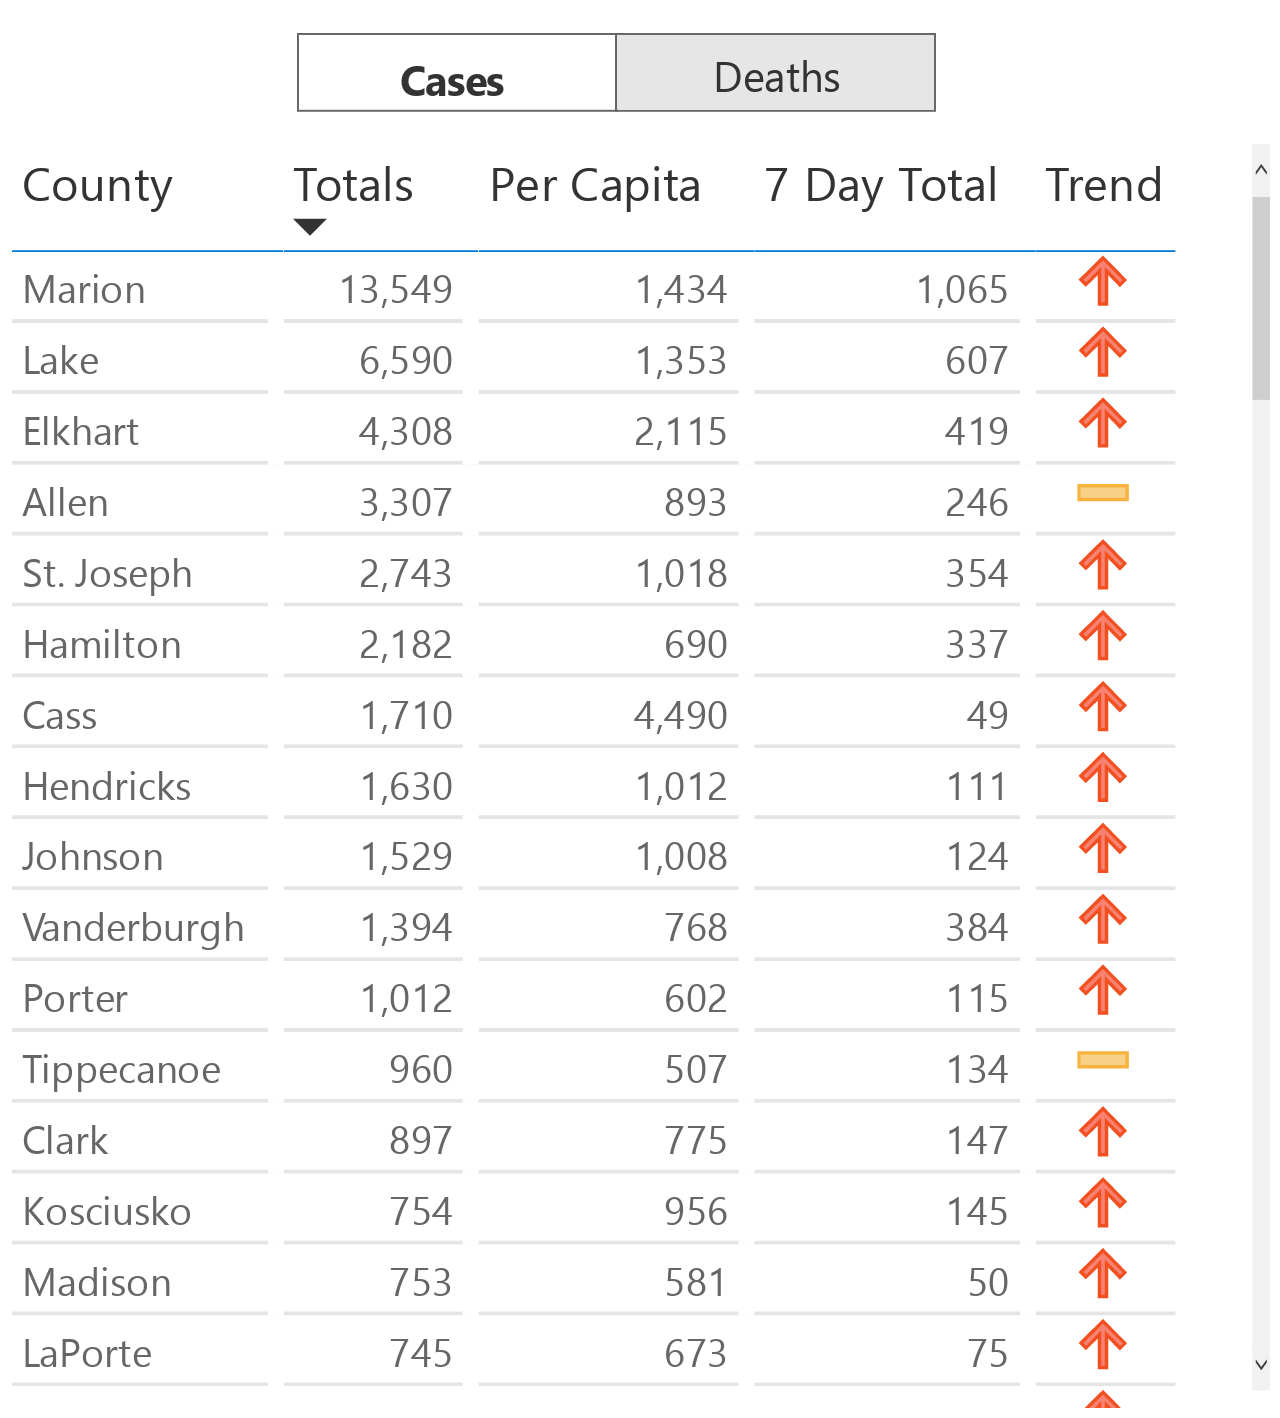 Cases Deaths
County Totals Per Capita 7 Day Total Trend
Marion 13,549 1,434 1,065
Lake 6,590 1,353 607
Elkhart 4,308 2,115 419
Allen 3,307 893 246
St. Joseph 2,743 1,018 354
Hamilton 2,182 690 337
Cass 1,710 4,490 49
Hendricks 1,630 1,012 111
Johnson 1,529 1,008 124
Vanderburgh 1,394 768 384
Porter 1,012 602 115
Tippecanoe 960 507 134
Clark 897 775 147
Kosciusko 754 956 145
Madison 753 581 50
LaPorte 745 673 75